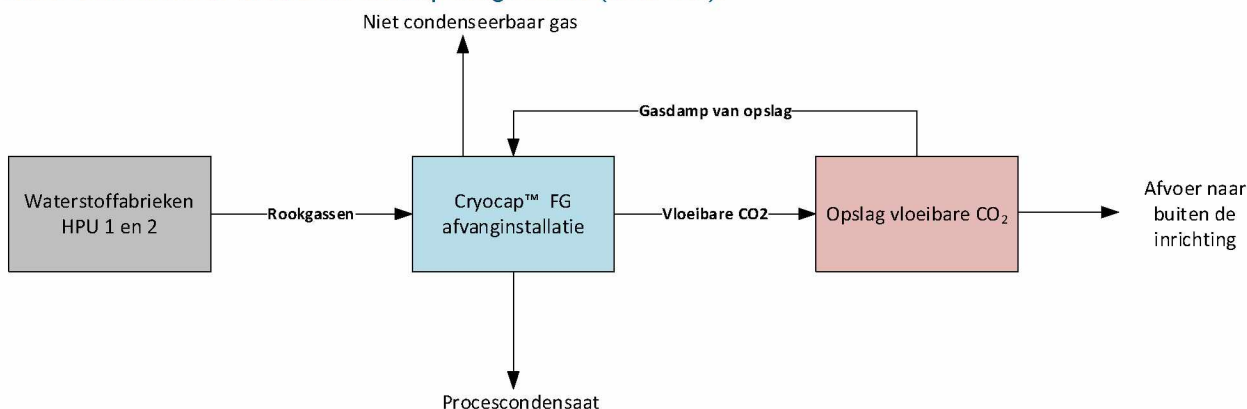 Niet condenseerbaar gas
Gasdamp van opslag
Waterstoffabrieken
HPU 1 en 2
Rookgassen
Cryocap™ FG
afvanginstallatie
Vloeibare CO2
Opslag vloeibare CO₂
Afvoer naar
buiten de
inrichting
Procescondensaat